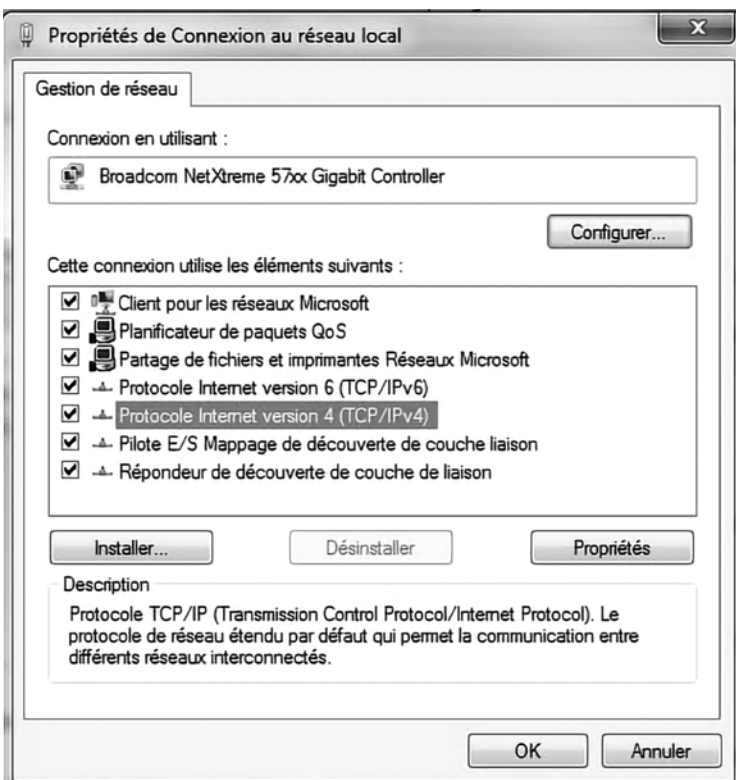 Propriétés de Connexion au réseau local
Gestion de réseau
Connexion en utilisant :
Broadcom NetXtreme 57xx Gigabit Controller
Configurer...
Cette connexion utilise les éléments suivants :
Client pour les réseaux Microsoft
Planificateur de paquets QoS
Partage de fichiers et imprimantes Réseaux Microsoft
Protocole Internet version 6 (TCP/IPv6)
Protocole Internet version 4 (TCP/IPv4)
Pilote E/S Mappage de découverte de couche liaison
Répondeur de découverte de couche de liaison
Installer... Désinstaller Propriétés
Description
Protocole TCP/IP (Transmission Control Protocol/Internet Protocol). Le
protocole de réseau étendu par défaut qui permet la communication entre
différents réseaux interconnectés.
OK Annuler